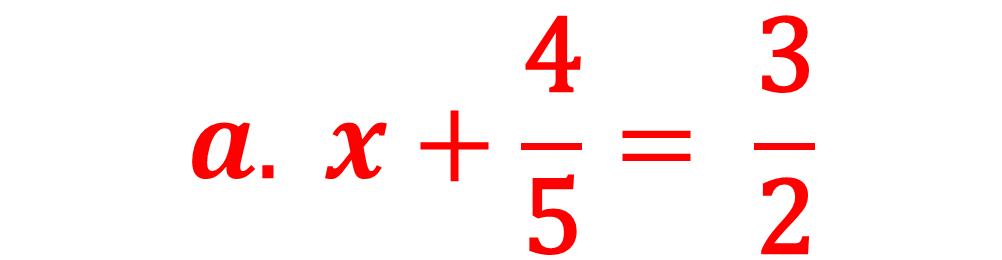 a. x + 4/5 = 3/2